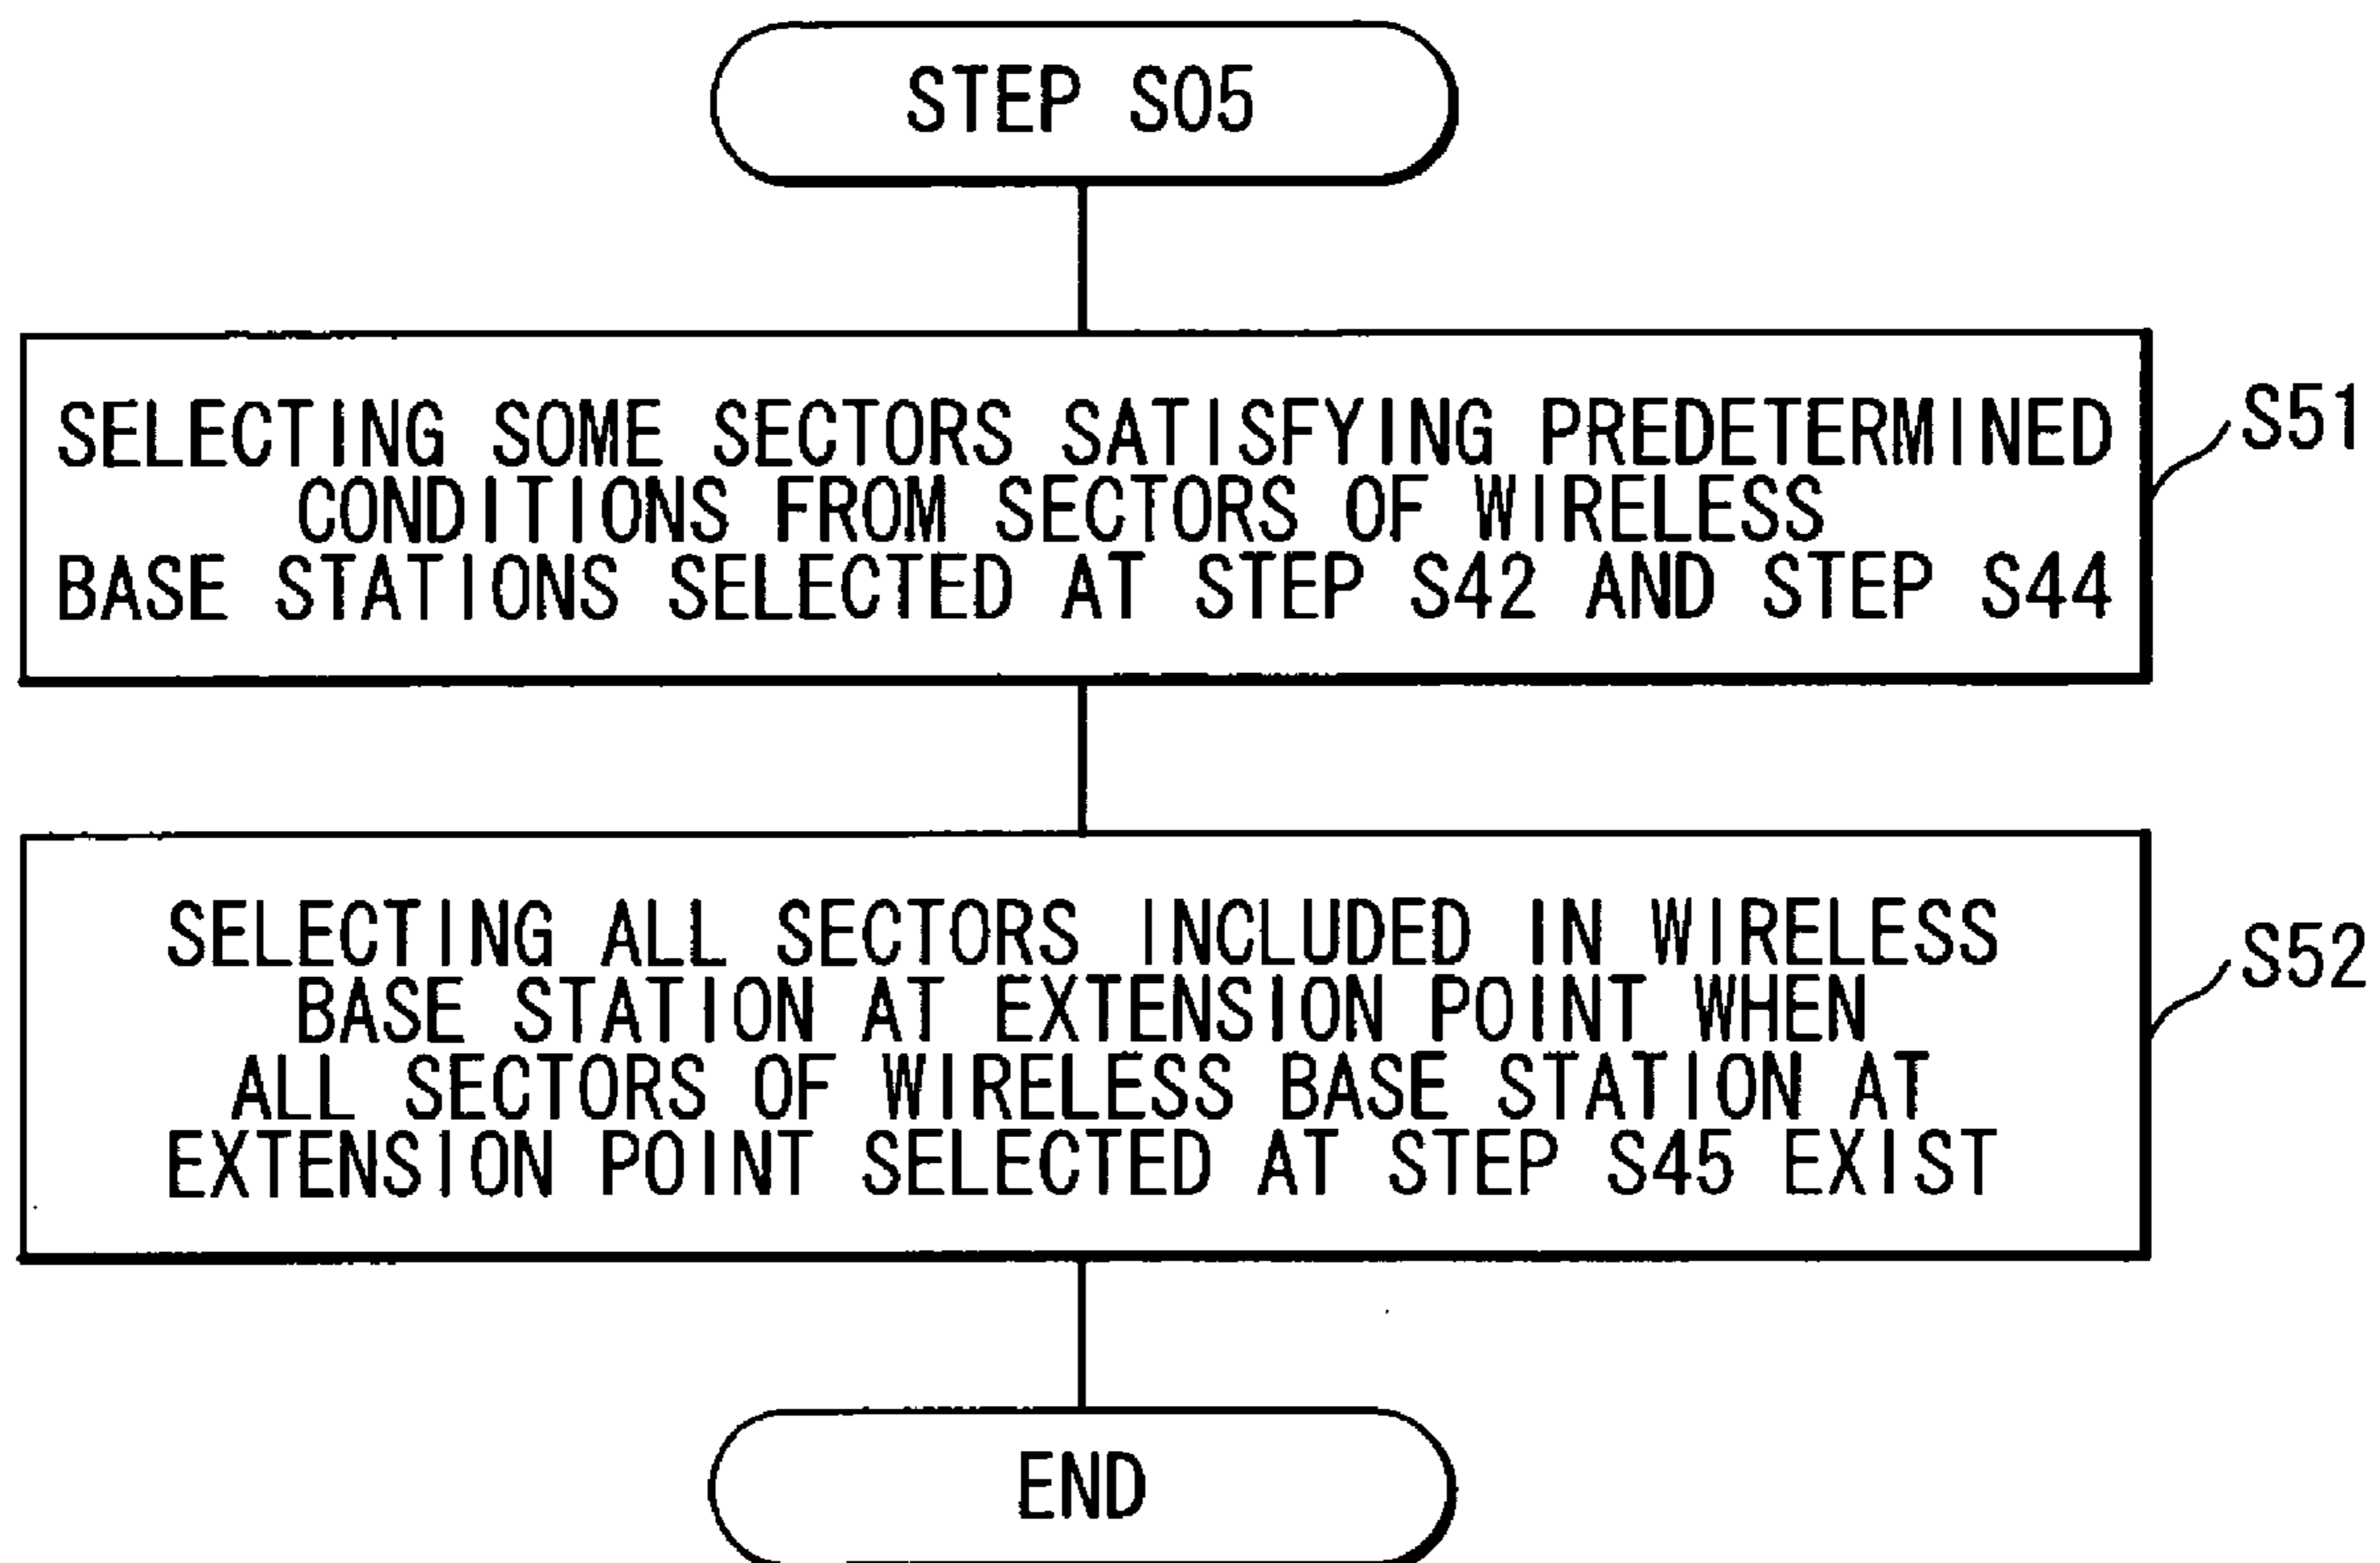 STEP S05
SELECTING SOME SECTORS SATISFYING PREDETERMINED
CONDITIONS FROM SECTORS OF WIRELESS
BASE STATIONS SELECTED AT STEP S42 AND STEP S44
S51
SELECTING ALL SECTORS INCLUDED IN WIRELESS
BASE STATION AT EXTENSION POINT WHEN
ALL SECTORS OF WIRELESS BASE STATION AT
EXTENSION POINT SELECTED AT STEP S45 EXIST
S52
END